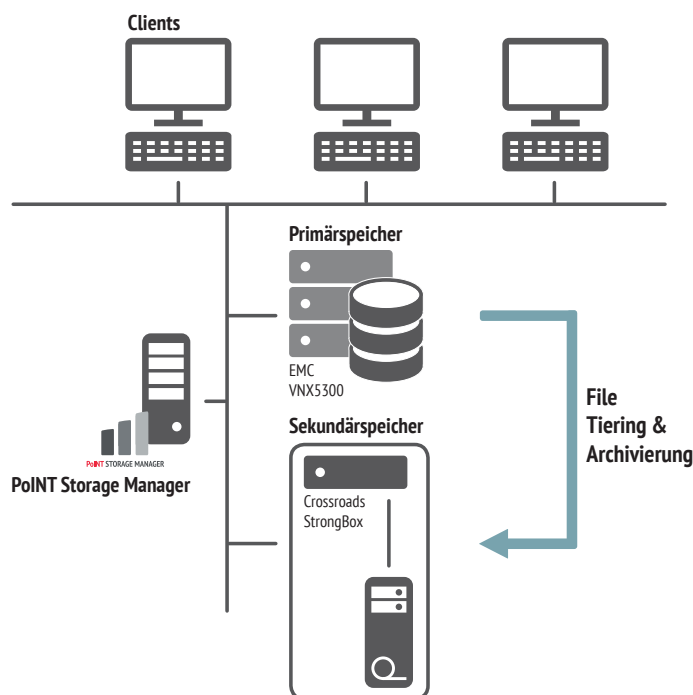 Clients
Primärspeicher
EMC
VNX5300
File
Tiering &
Archivierung
PoINT STORAGE MANAGER
PoINT Storage Manager
Sekundärspeicher
Crossroads
StrongBox